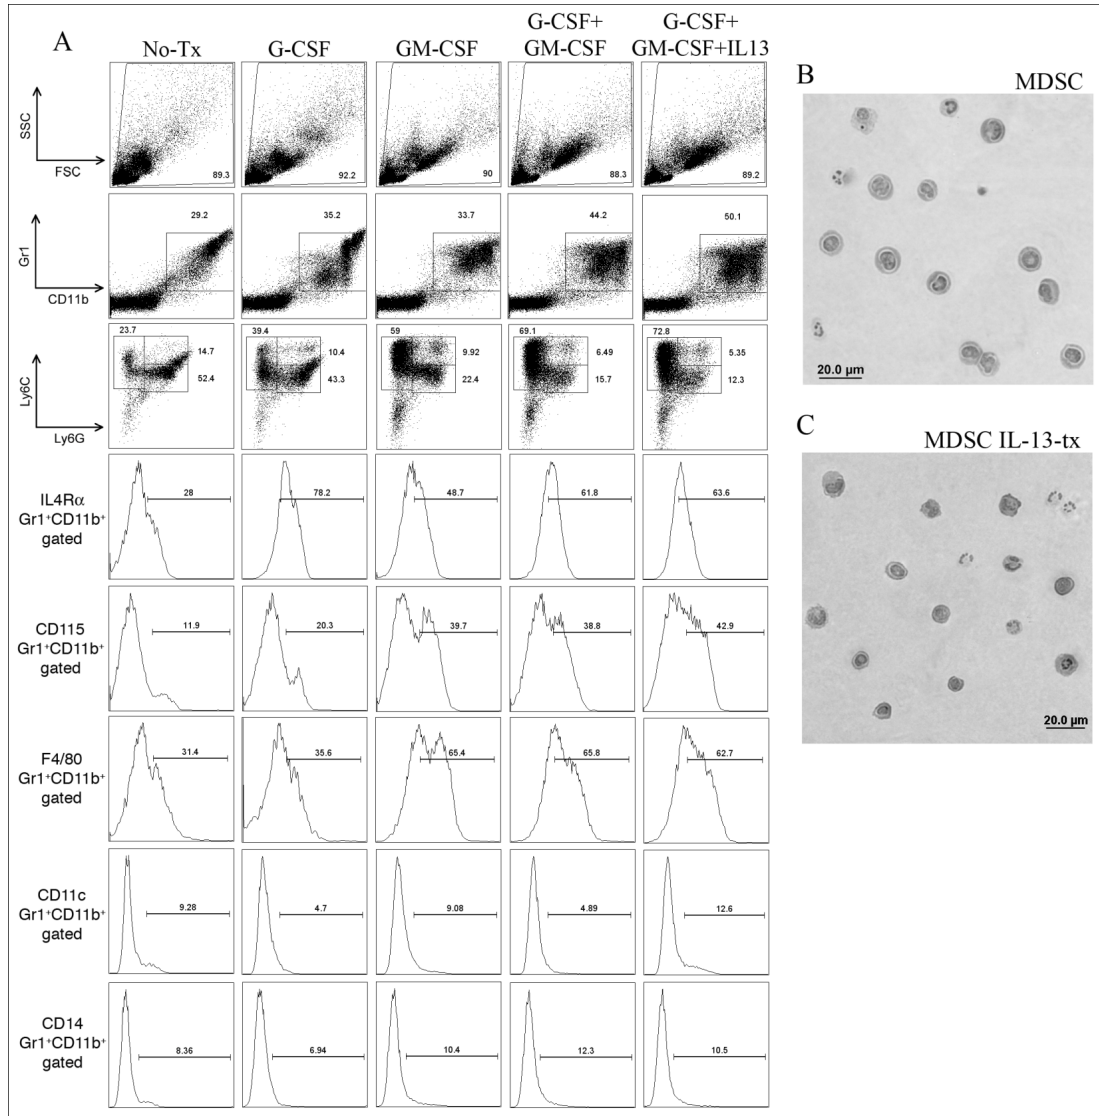 A
No-Tx
G-CSF
GM-CSF
G-CSF+
GM-CSF
G-CSF+
GM-CSF+IL13
SSC
FSC
89.3
92.2
90
88.3
89.2
Gr1
CD11b
29.2
35.2
33.7
44.2
50.1
Ly6C
Ly6G
23.7
14.7
52.4
39.4
10.4
43.3
59
9.92
22.4
69.1
6.49
15.7
72.8
5.35
12.3
IL4Rα
Gr1⁺CD11b⁺
gated
28
78.2
48.7
61.8
63.6
CD115
Gr1⁺CD11b⁺
gated
11.9
20.3
39.7
38.8
42.9
F4/80
Gr1⁺CD11b⁺
gated
31.4
35.6
65.4
65.8
62.7
CD11c
Gr1⁺CD11b⁺
gated
9.28
4.7
9.08
4.89
12.6
CD14
Gr1⁺CD11b⁺
gated
8.36
6.94
10.4
12.3
10.5
B
MDSC
20.0 µm
C
MDSC IL-13-tx
20.0 µm